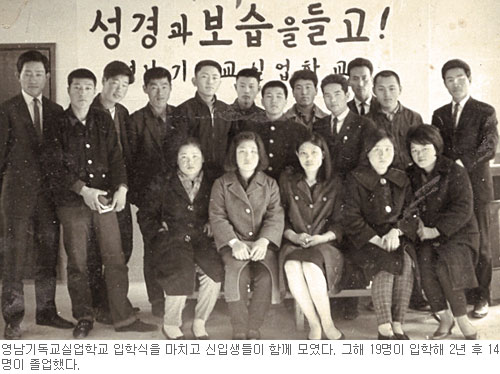 성경과 보습을들고!
영남기독교실업학교
영남기독교실업학교 입학식을 마치고 신입생들이 함께 모였다. 그해 19명이 입학해 2년 후 14
명이 졸업했다.